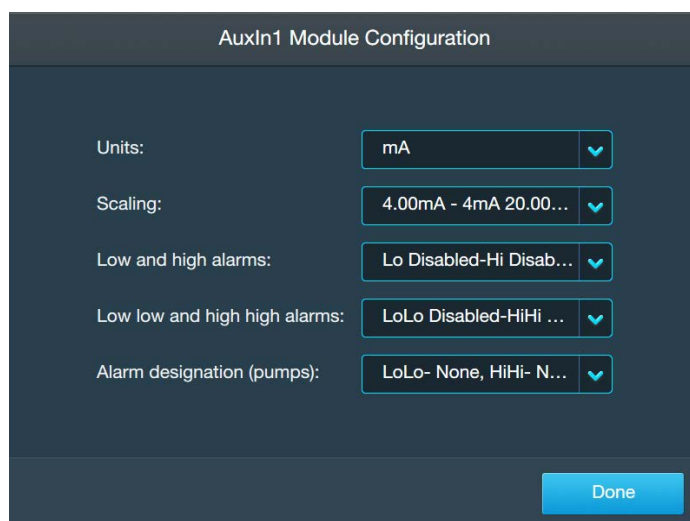 AuxIn1 Module Configuration
Units: mA
Scaling: 4.00mA - 4mA 20.00...
Low and high alarms: Lo Disabled-Hi Disab...
Low low and high high alarms: LoLo Disabled-HiHi ...
Alarm designation (pumps): LoLo- None, HiHi- N...
Done